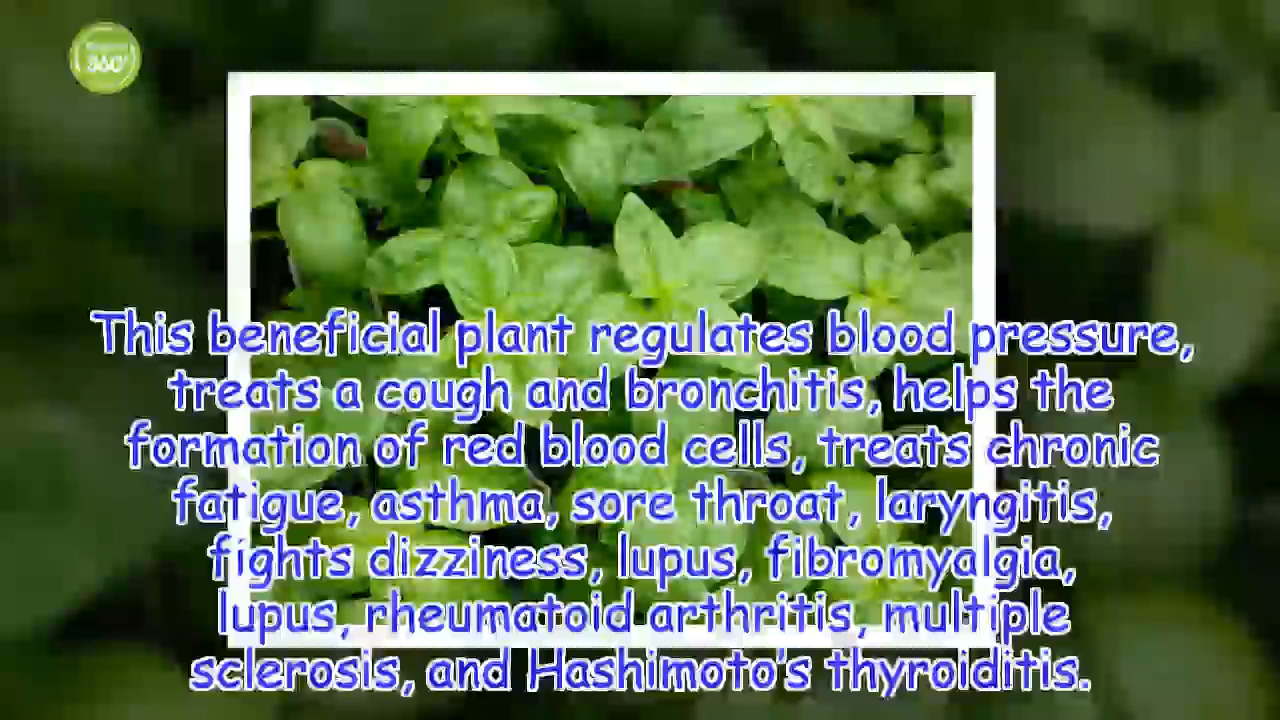 360°
This beneficial plant regulates blood pressure,
treats a cough and bronchitis, helps the
formation of red blood cells, treats chronic
fatigue, asthma, sore throat, laryngitis,
fights dizziness, lupus, fibromyalgia,
lupus, rheumatoid arthritis, multiple
sclerosis, and Hashimoto's thyroiditis.